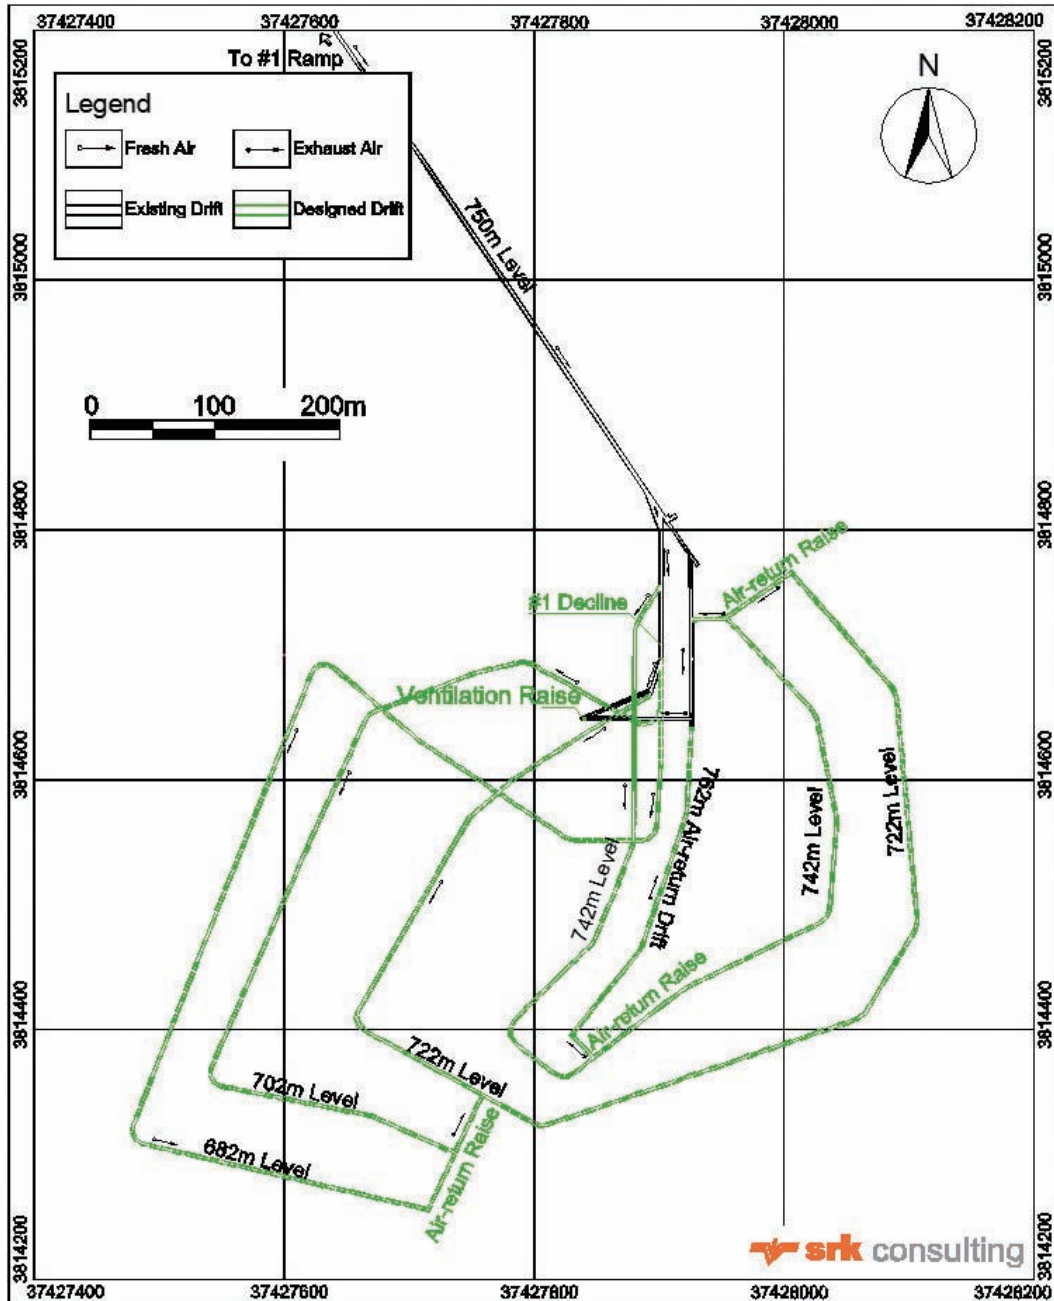 37427400
37427600
37427800
37428000
37428200
3815200
3815200
To #1 Ramp
N
Legend
Fresh Air
Exhaust Air
Existing Drift
Designed Drift
750m Level
3815000
3815000
0 100 200m
3814800
3814800
Air-return Raise
#1 Decline
Ventilation Raise
3814600
3814600
762m Air-return Drift
742m Level
722m Level
742m Level
Air-return Raise
3814400
3814400
722m Level
702m Level
682m Level
Air-return Raise
3814200
3814200
srk consulting
37427400
37427600
37427800
37428000
37428200